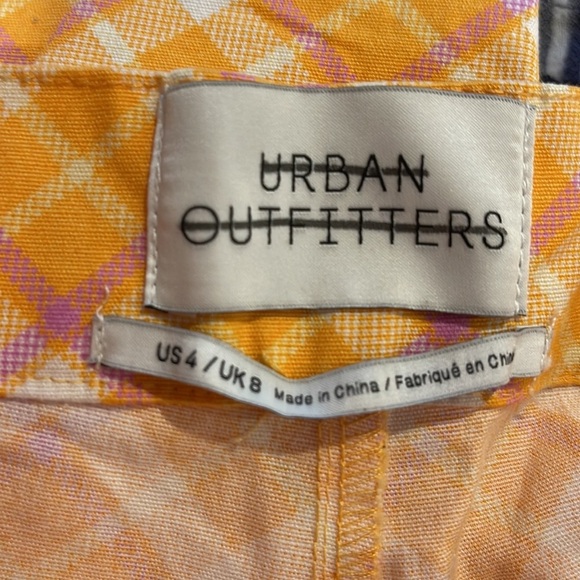 URBAN
OUTFITTERS
US 4 / UK 8 Made in China / Fabriqué en Chine